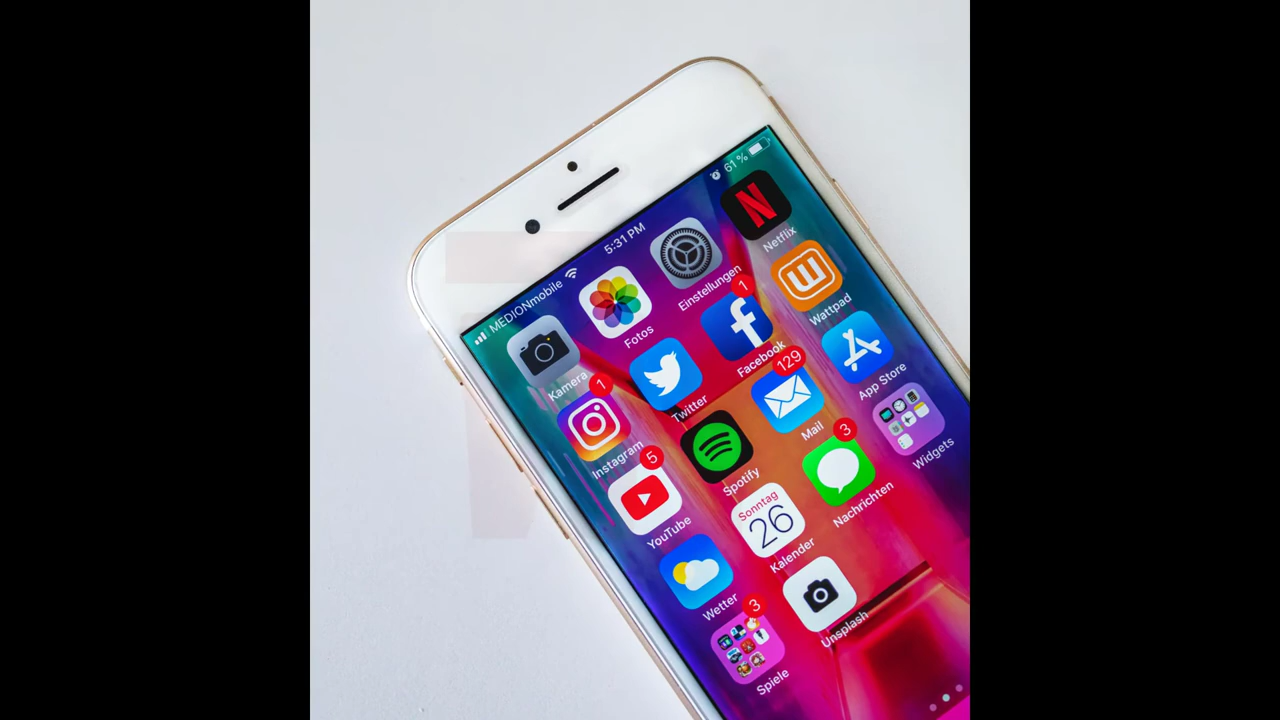 MEDIONmobile 5:31 PM 61 %
Kamera Fotos Einstellungen Netflix
1 1
Instagram Twitter Facebook Wattpad
5 129
YouTube Spotify Mail App Store
Sonntag 3
26
Wetter Kalender Nachrichten Widgets
3
Spiele Unsplash